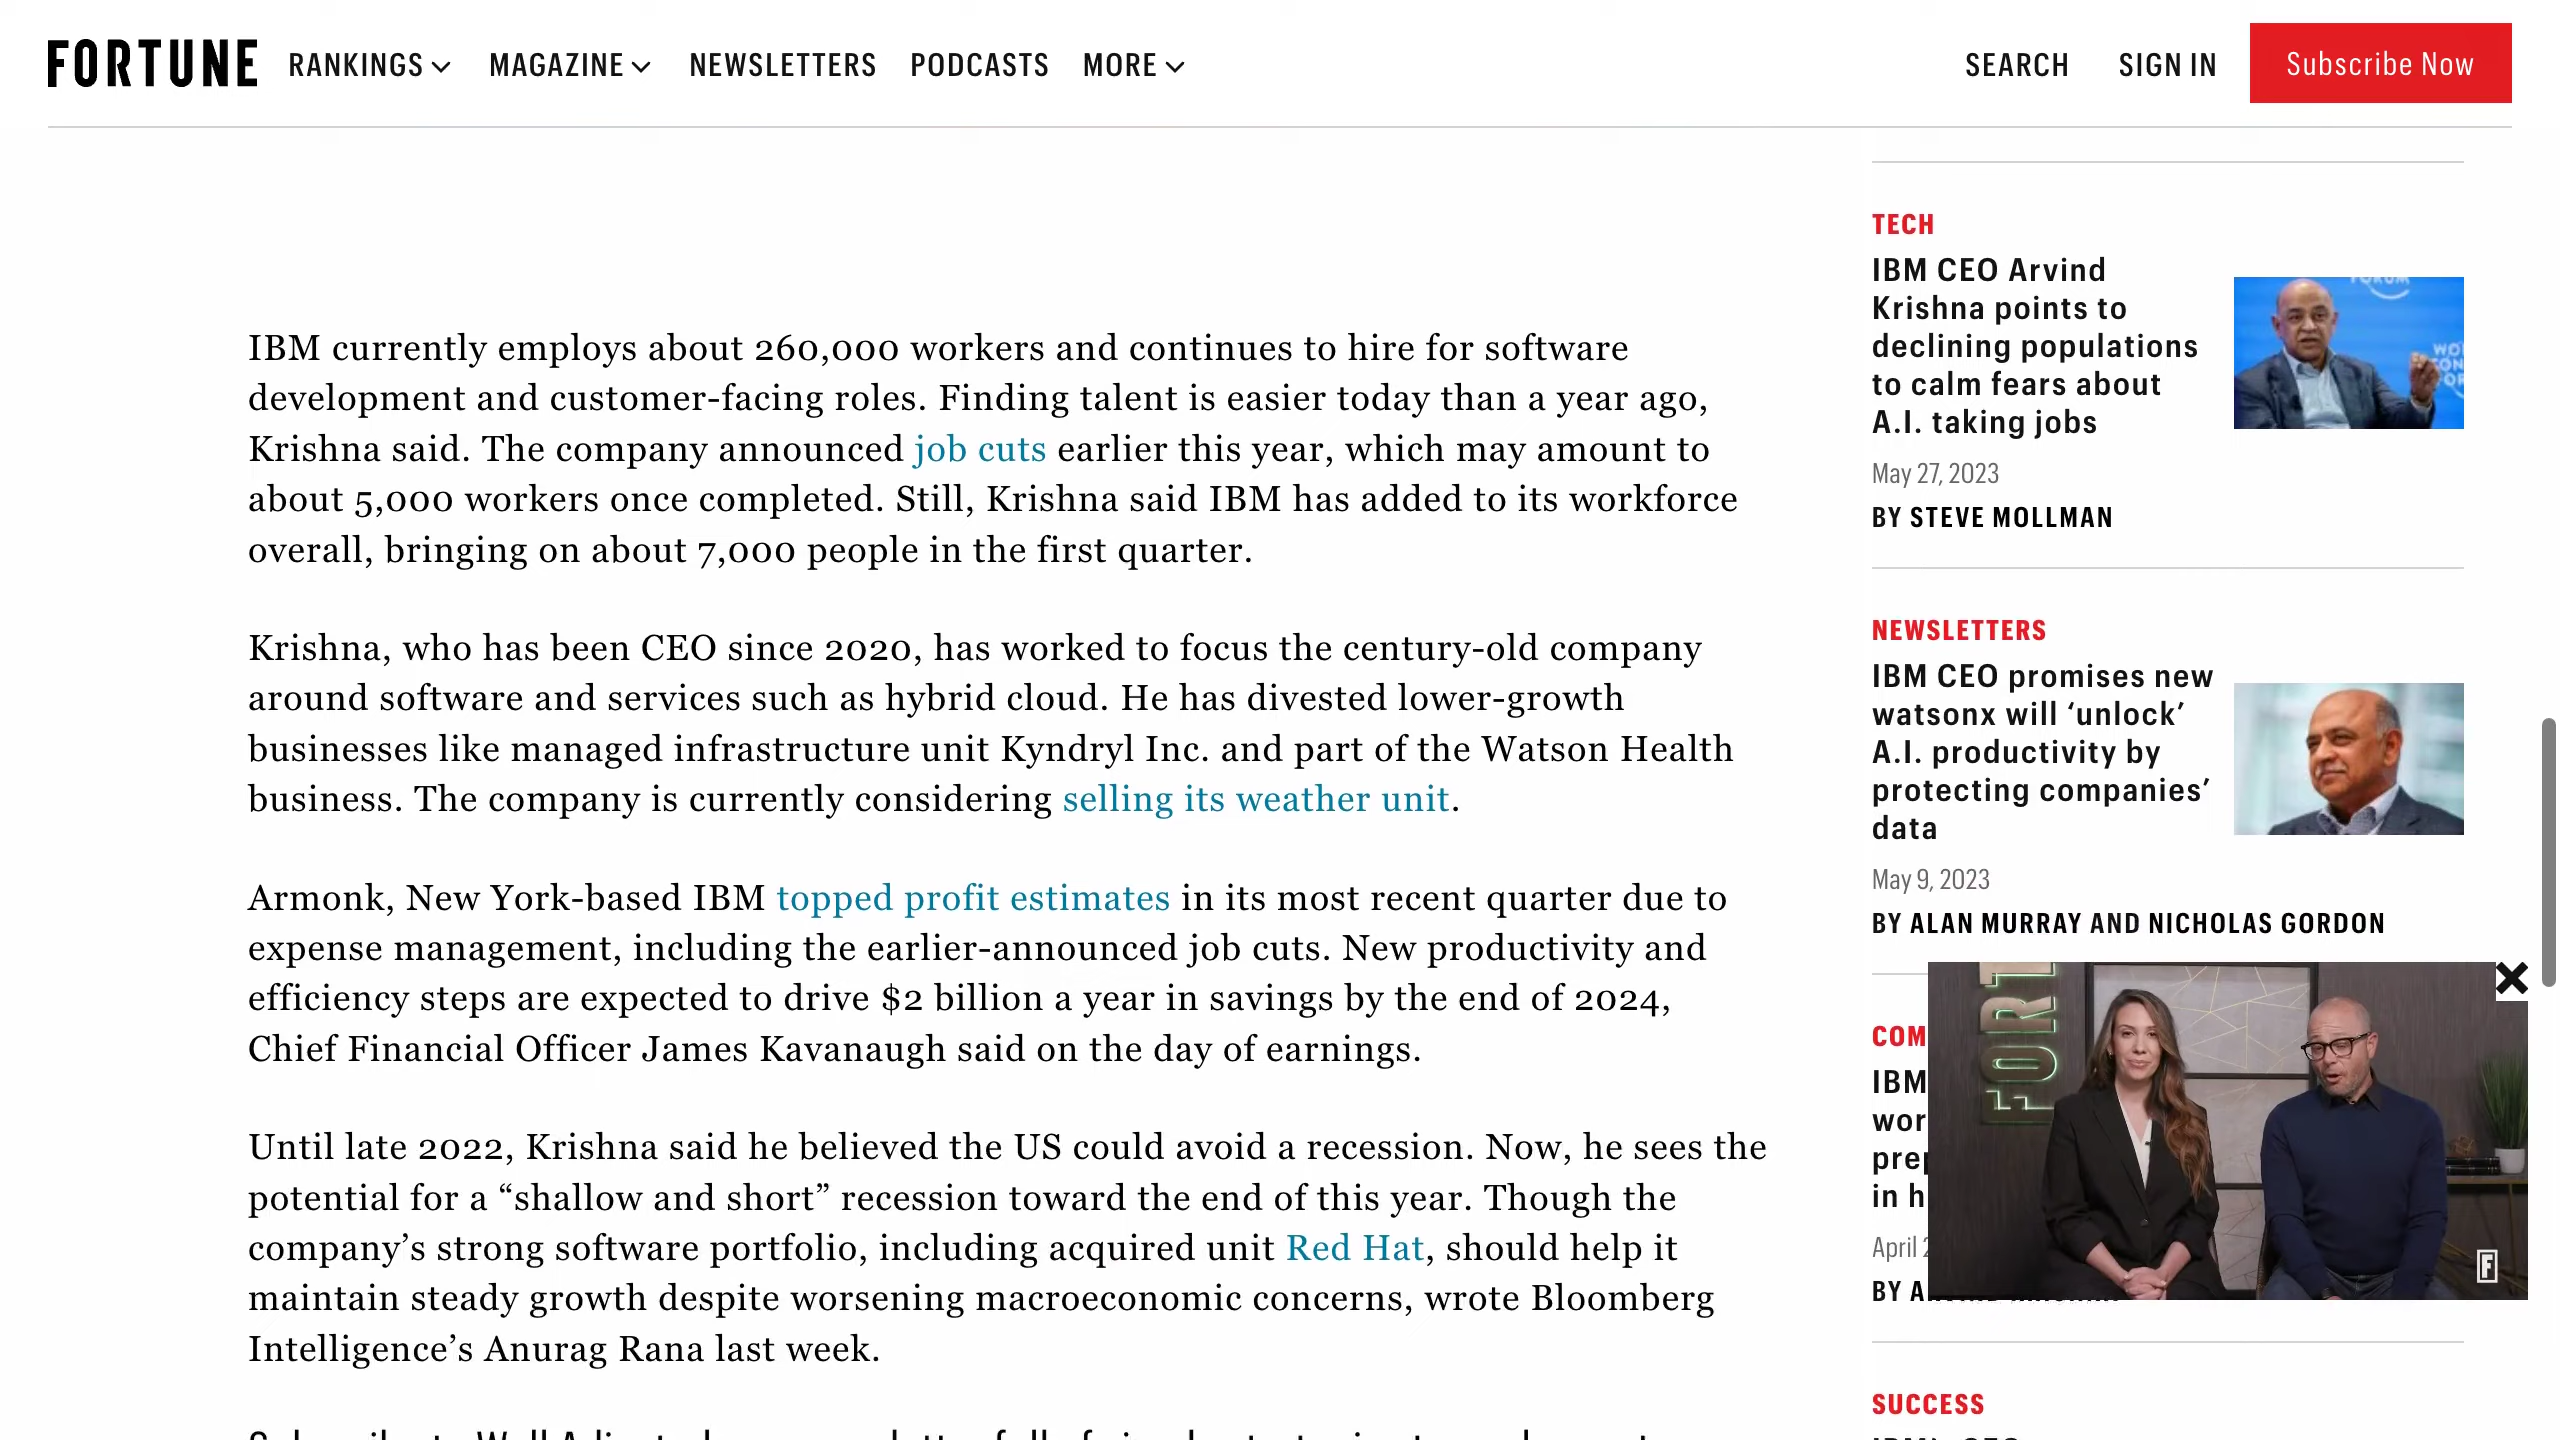 FORTUNE RANKINGS MAGAZINE NEWSLETTERS PODCASTS MORE SEARCH SIGN IN Subscribe Now
IBM currently employs about 260,000 workers and continues to hire for software
development and customer-facing roles. Finding talent is easier today than a year ago,
Krishna said. The company announced job cuts earlier this year, which may amount to
about 5,000 workers once completed. Still, Krishna said IBM has added to its workforce
overall, bringing on about 7,000 people in the first quarter.
Krishna, who has been CEO since 2020, has worked to focus the century-old company
around software and services such as hybrid cloud. He has divested lower-growth
businesses like managed infrastructure unit Kyndryl Inc. and part of the Watson Health
business. The company is currently considering selling its weather unit.
Armonk, New York-based IBM topped profit estimates in its most recent quarter due to
expense management, including the earlier-announced job cuts. New productivity and
efficiency steps are expected to drive $2 billion a year in savings by the end of 2024,
Chief Financial Officer James Kavanaugh said on the day of earnings.
Until late 2022, Krishna said he believed the US could avoid a recession. Now, he sees the
potential for a “shallow and short” recession toward the end of this year. Though the
company’s strong software portfolio, including acquired unit Red Hat, should help it
maintain steady growth despite worsening macroeconomic concerns, wrote Bloomberg
Intelligence’s Anurag Rana last week.
TECH
IBM CEO Arvind
Krishna points to
declining populations
to calm fears about
A.I. taking jobs
May 27, 2023
BY STEVE MOLLMAN
NEWSLETTERS
IBM CEO promises new
watsonx will ‘unlock’
A.I. productivity by
protecting companies’
data
May 9, 2023
BY ALAN MURRAY AND NICHOLAS GORDON
COM
IBM
wor
in h
April
BY
FORT
F
SUCCESS